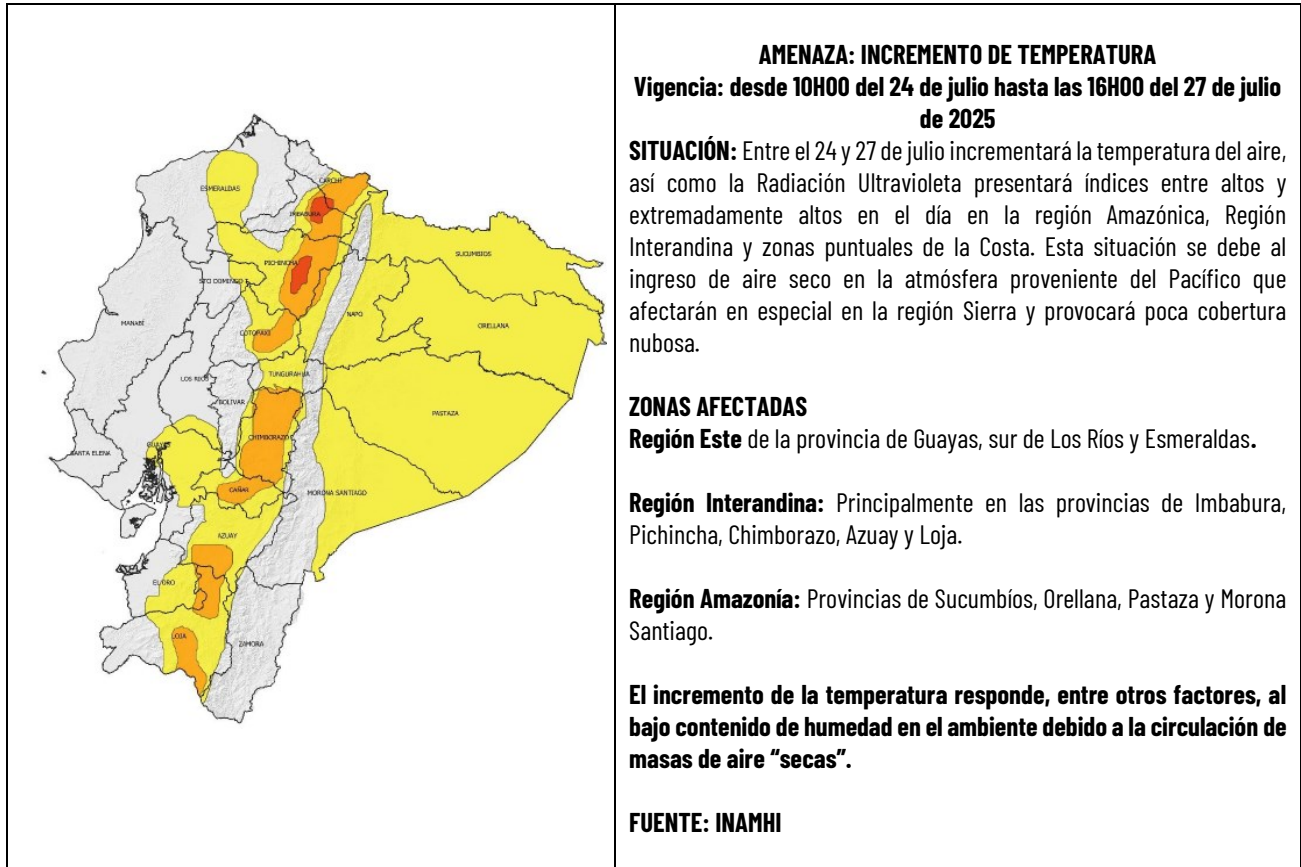 ESMERALDAS
CARCHI
IMBABURA
SUCUMBIOS
PICHINCHA
STO DOMINGO
NAPO
MANABÍ
COTOPAXI
ORELLANA
TUNGURAHUA
LOS RIOS
BOLIVAR
PASTAZA
CHIMBORAZO
GUAYAS
SANTA ELENA
CAÑAR
MORONA SANTIAGO
AZUAY
EL ORO
LOJA
ZAMORA
AMENAZA: INCREMENTO DE TEMPERATURA
Vigencia: desde 10H00 del 24 de julio hasta las 16H00 del 27 de julio
de 2025
SITUACIÓN: Entre el 24 y 27 de julio incrementará la temperatura del aire,
así como la Radiación Ultravioleta presentará índices entre altos y
extremadamente altos en el día en la región Amazónica, Región
Interandina y zonas puntuales de la Costa. Esta situación se debe al
ingreso de aire seco en la atmósfera proveniente del Pacífico que
afectarán en especial en la región Sierra y provocará poca cobertura
nubosa.
ZONAS AFECTADAS
Región Este de la provincia de Guayas, sur de Los Ríos y Esmeraldas.
Región Interandina: Principalmente en las provincias de Imbabura,
Pichincha, Chimborazo, Azuay y Loja.
Región Amazonía: Provincias de Sucumbíos, Orellana, Pastaza y Morona
Santiago.
El incremento de la temperatura responde, entre otros factores, al
bajo contenido de humedad en el ambiente debido a la circulación de
masas de aire “secas”.
FUENTE: INAMHI